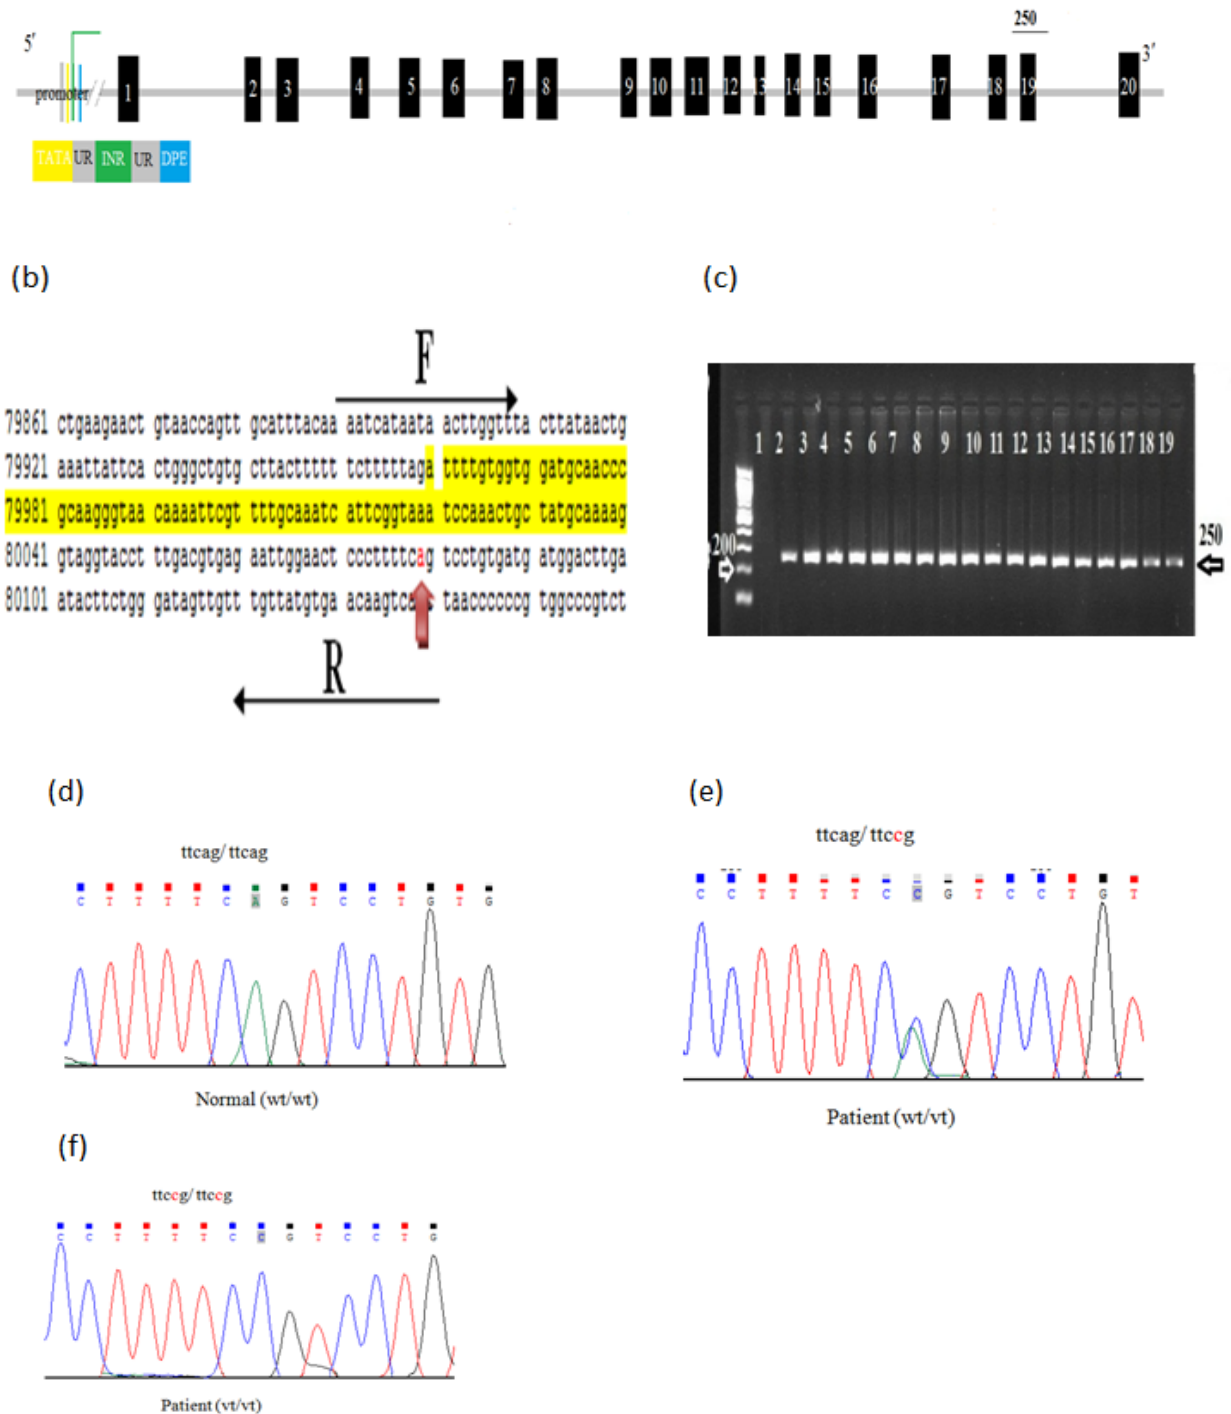 250
5′
3′
promoter
1 2 3 4 5 6 7 8 9 10 11 12 13 14 15 16 17 18 19 20
TATA UR INR UR DPE
(b)
(c)
F
79861 ctgaagaact gtaaccagtt gcatttacaa aatcataata acttggttta cttataactg
79921 aaattattca ctgggctgtg cttacttttt tctttttaga ttttgtggtg gatgcaaccc
79981 gcaagggtaa caaaattcgt tttgcaaatc attcggtaaa tccaaactgc tatgcaaaag
80041 gtaggtacct ttgacgtgag aattggaact cccttttcag tcctgtgatg atggacttga
80101 atacttctgg gatagttgtt tgttatgtga acaagtca taaccccccg tggcccgtct
R
1 2 3 4 5 6 7 8 9 10 11 12 13 14 15 16 17 18 19
200
250
(d)
(e)
ttcag/ ttcag
C T T T T C A G T C C T G T G
Normal (wt/wt)
ttcag/ ttccg
C C T T T T C C G T C C T G T
Patient (wt/vt)
(f)
ttccg/ ttccg
C C T T T T C C G T C C T G
Patient (vt/vt)